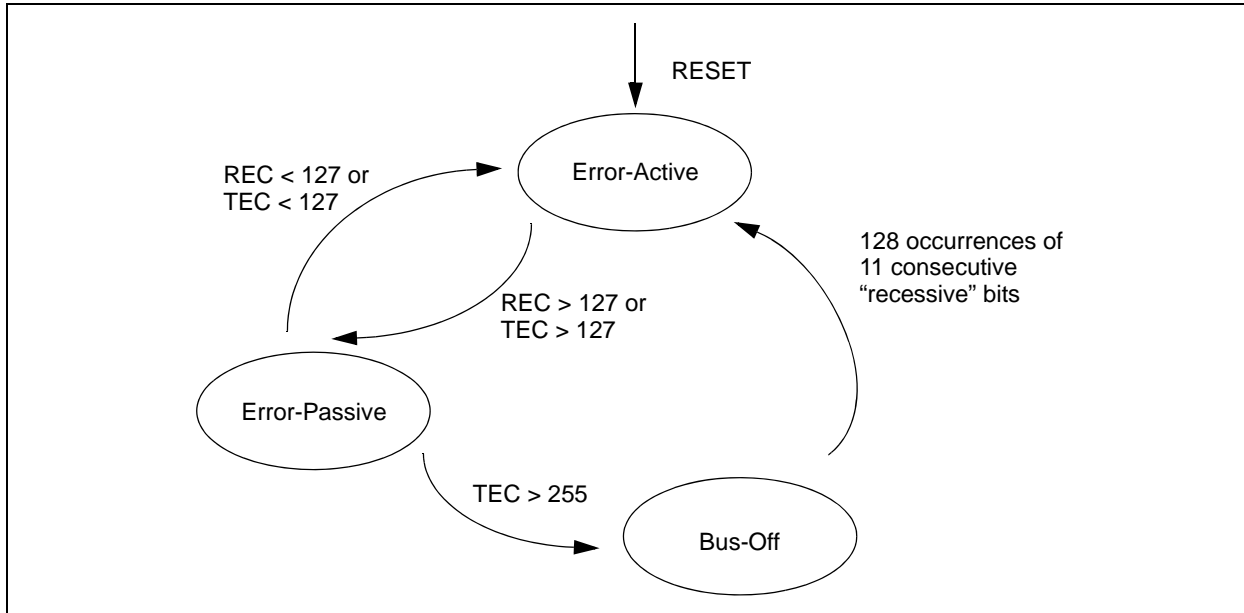 RESET
Error-Active
REC < 127 or
TEC < 127
128 occurrences of
11 consecutive
“recessive” bits
REC > 127 or
TEC > 127
Error-Passive
TEC > 255
Bus-Off